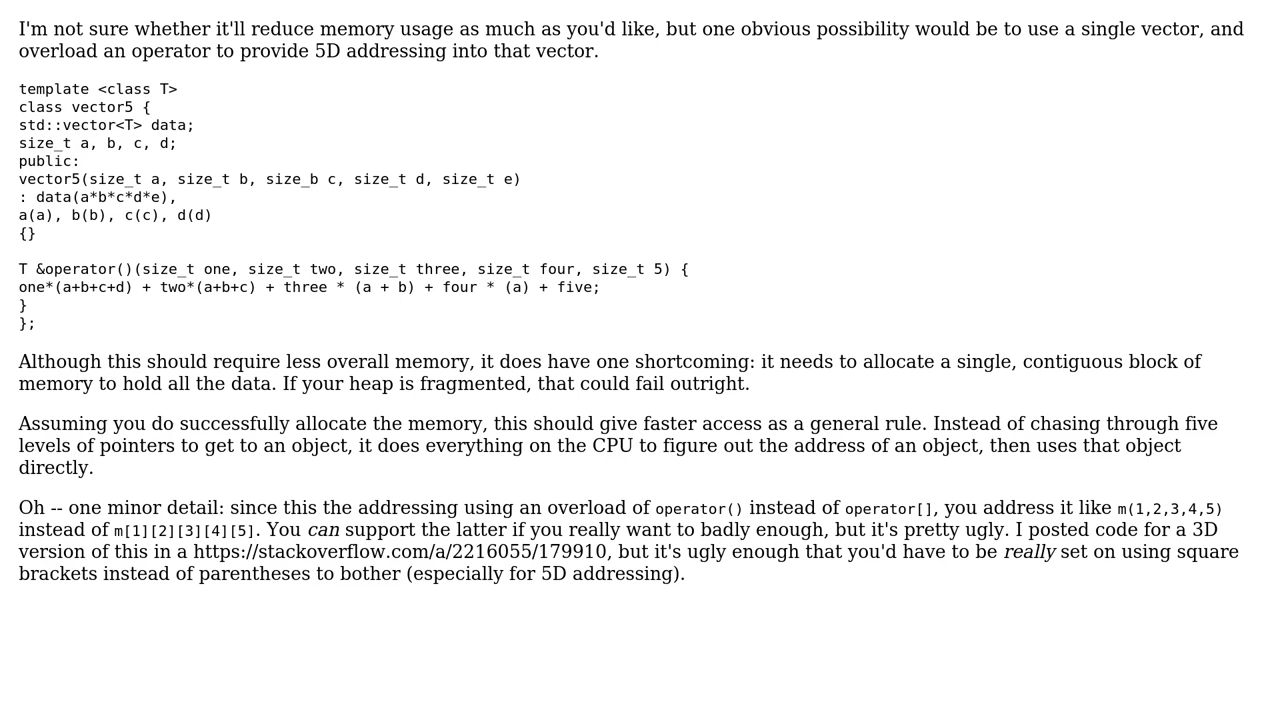 I'm not sure whether it'll reduce memory usage as much as you'd like, but one obvious possibility would be to use a single vector, and
overload an operator to provide 5D addressing into that vector.
template <class T>
class vector5 {
std::vector<T> data;
size_t a, b, c, d;
public:
vector5(size_t a, size_t b, size_b c, size_t d, size_t e)
: data(a*b*c*d*e),
a(a), b(b), c(c), d(d)
{}
T &operator()(size_t one, size_t two, size_t three, size_t four, size_t 5) {
one*(a+b+c+d) + two*(a+b+c) + three * (a + b) + four * (a) + five;
}
};
Although this should require less overall memory, it does have one shortcoming: it needs to allocate a single, contiguous block of
memory to hold all the data. If your heap is fragmented, that could fail outright.
Assuming you do successfully allocate the memory, this should give faster access as a general rule. Instead of chasing through five
levels of pointers to get to an object, it does everything on the CPU to figure out the address of an object, then uses that object
directly.
Oh -- one minor detail: since this the addressing using an overload of operator() instead of operator[], you address it like m(1,2,3,4,5)
instead of m[1][2][3][4][5]. You can support the latter if you really want to badly enough, but it's pretty ugly. I posted code for a 3D
version of this in a https://stackoverflow.com/a/2216055/179910, but it's ugly enough that you'd have to be really set on using square
brackets instead of parentheses to bother (especially for 5D addressing).